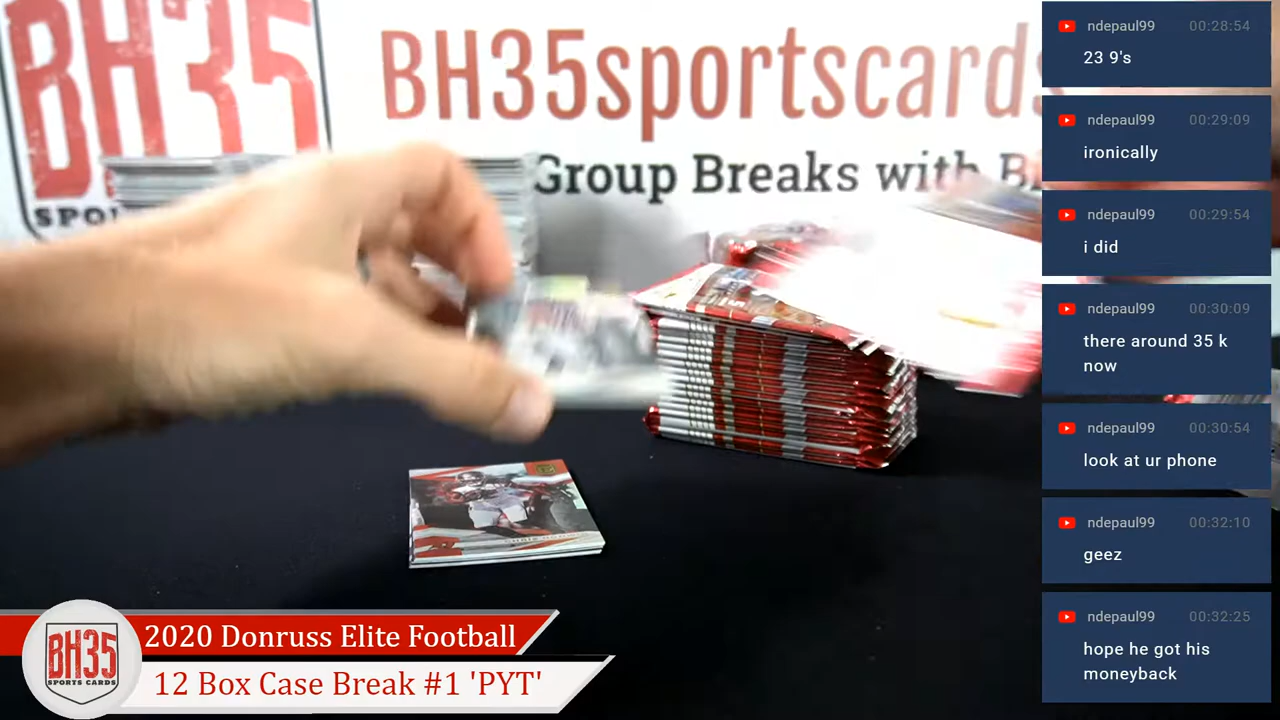 BH35
SPO
BH35sportscards
Group Breaks with B
ndepaul99 00:28:54
23 9's
ndepaul99 00:29:09
ironically
ndepaul99 00:29:54
i did
ndepaul99 00:30:09
there around 35 k
now
ndepaul99 00:30:54
look at ur phone
ndepaul99 00:32:10
geez
ndepaul99 00:32:25
hope he got his
moneyback
BH35
SPORTS CARDS
2020 Donruss Elite Football
12 Box Case Break #1 'PYT'